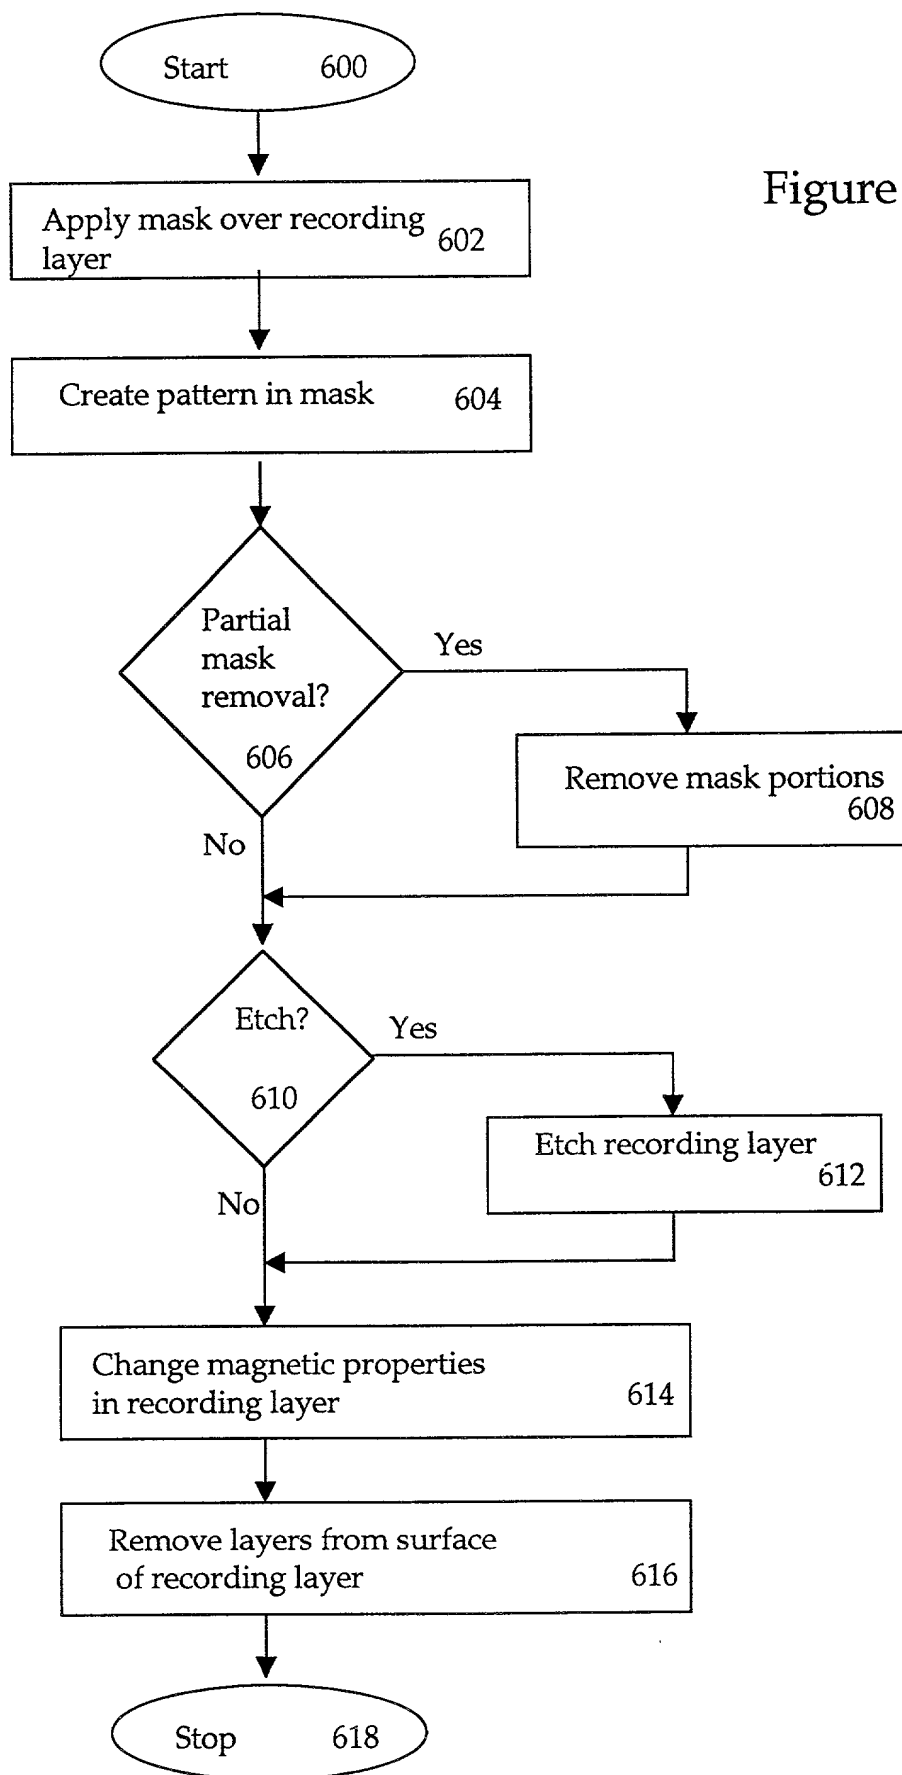 Start 600
Figure
Apply mask over recording
layer 602
Create pattern in mask 604
Partial
mask
removal?
606
Yes
Remove mask portions
608
No
Etch?
610
Yes
Etch recording layer
612
No
Change magnetic properties
in recording layer 614
Remove layers from surface
of recording layer 616
Stop 618